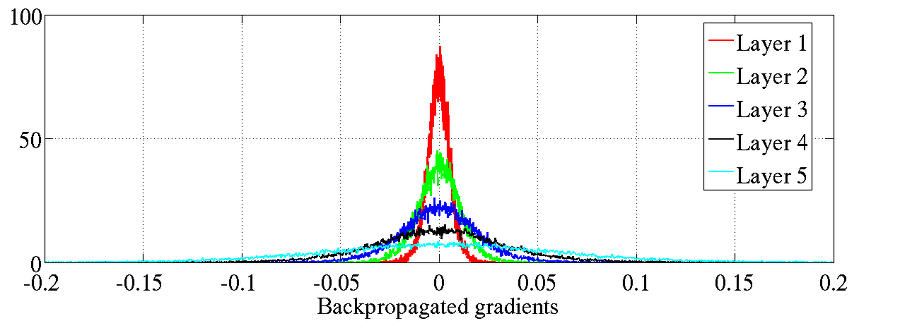 100
50
0
-0.2
-0.15
-0.1
-0.05
0
0.05
0.1
0.15
0.2
Backpropagated gradients
Layer 1
Layer 2
Layer 3
Layer 4
Layer 5